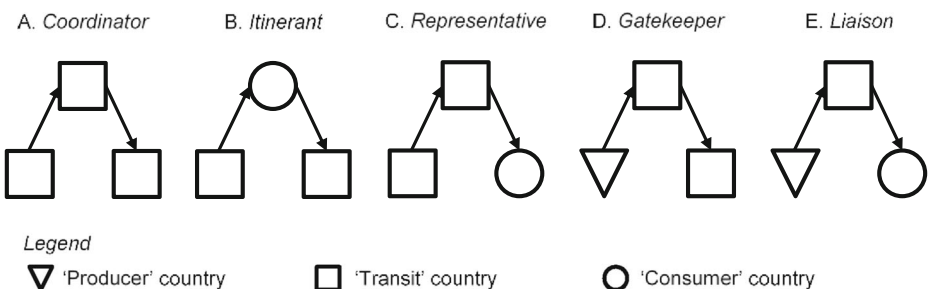 A. Coordinator B. Itinerant C. Representative D. Gatekeeper E. Liaison
Legend
‘Producer’ country ‘Transit’ country ‘Consumer’ country